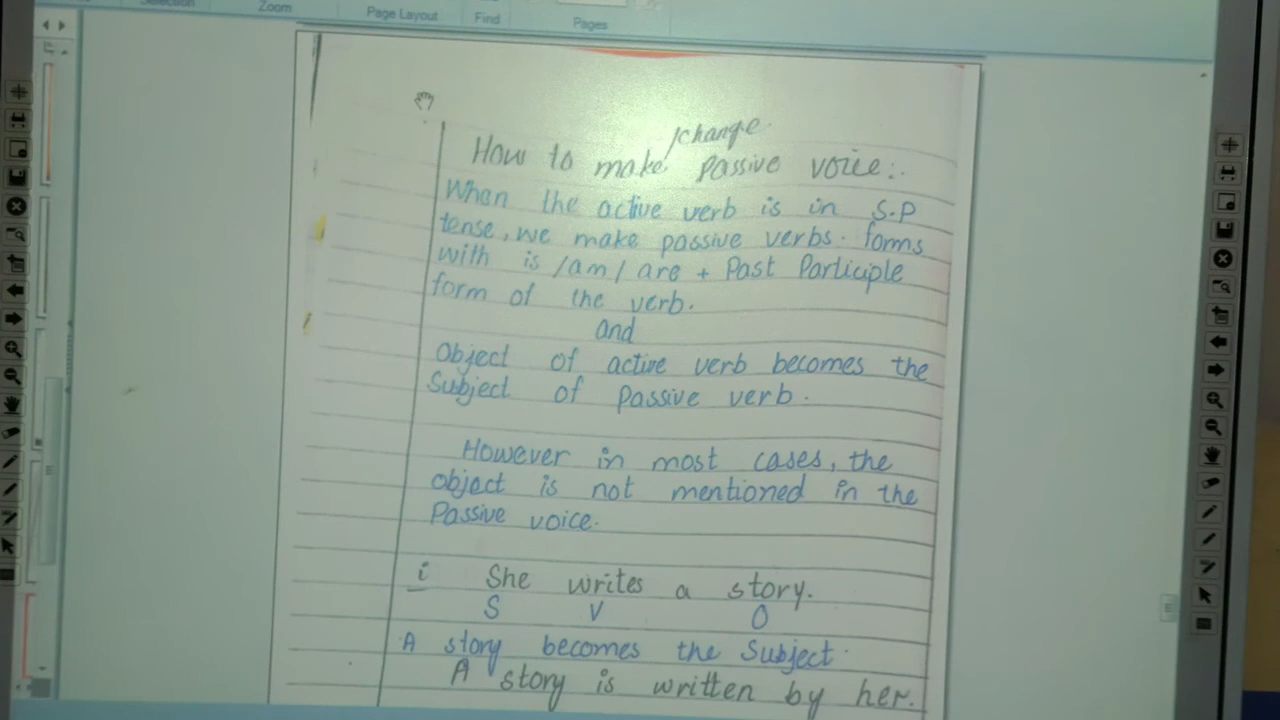 Selection
Zoom
Page Layout
Find
Pages
/change
How to make Passive voice:.
When the active verb is in S.P
tense, we make passive verbs. forms
with is /am/ are + Past Participle
form of the verb.
and
Object of active verb becomes the
Subject of Passive verb.
However in most cases, the
object is not mentioned in the
Passive voice.
i She writes a story.
S V O
A story becomes the Subject.
A story is written by her.